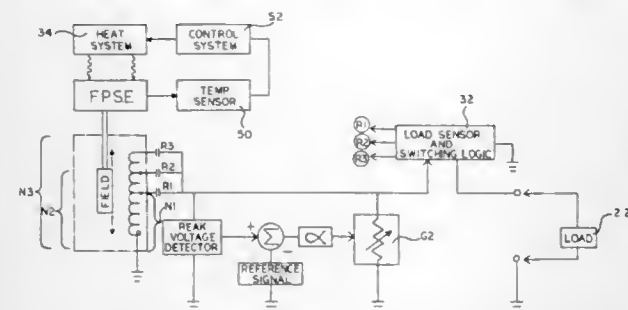 34
HEAT
SYSTEM
52
CONTROL
SYSTEM
FPSE
TEMP
SENSOR
50
R1
R2
R3
32
LOAD SENSOR
AND
SWITCHING LOGIC
N3
N2
FIELD
R3
R2
R1
N1
PEAK
VOLTAGE
DETECTOR
+
Σ
−
α
REFERENCE
SIGNAL
G2
LOAD
22